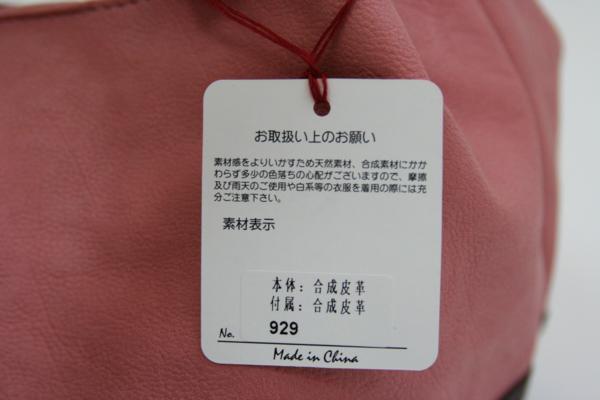 お取扱い上のお願い
素材感をよりいかすため天然素材、合成素材にかか
わらず多少の色落ちの心配がございますので、摩擦
及び雨天のご使用や白系等の衣服を着用の際には充
分ご注意下さい。
素材表示
本体：合成皮革
付属：合成皮革
No. 929
Made in China